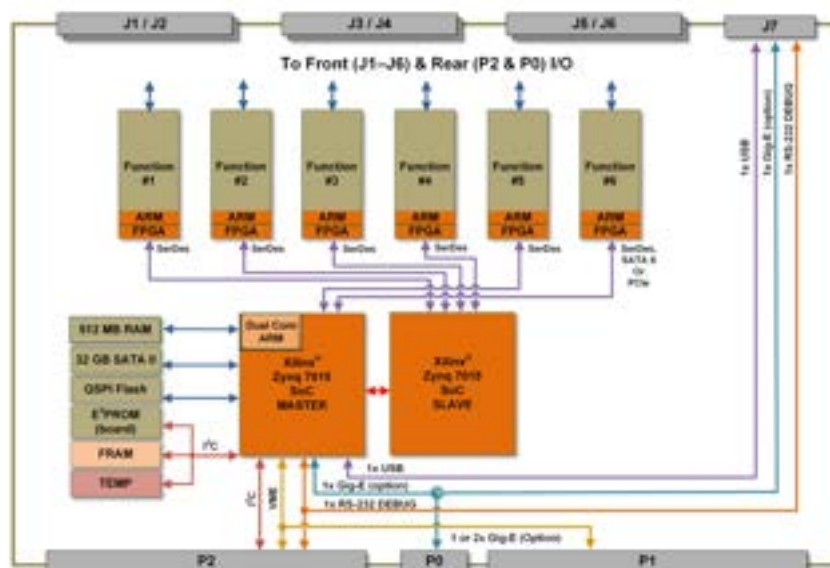 J1 / J2
J3 / J4
J5 / J6
J7
To Front (J1–J6) & Rear (P2 & P0) I/O
1x USB
1x Gig-E (option)
1x RS-232 DEBUG
Function
#1
Function
#2
Function
#3
Function
#4
Function
#5
Function
#6
ARM
FPGA
ARM
FPGA
ARM
FPGA
ARM
FPGA
ARM
FPGA
ARM
FPGA
SerDes
SerDes
SerDes
SerDes
SerDes
SerDes,
SATA II
Or
PCIe
512 MB RAM
32 GB SATA II
QSPI Flash
E²PROM
(board)
FRAM
TEMP
I²C
Dual Core
ARM
Xilinx®
Zynq 7015
SoC
MASTER
Xilinx®
Zynq 7015
SoC
SLAVE
1x USB
1x Gig-E (option)
1x RS-232 DEBUG
I²C
VME
1 or 2x Gig-E (Option)
P2
P0
P1